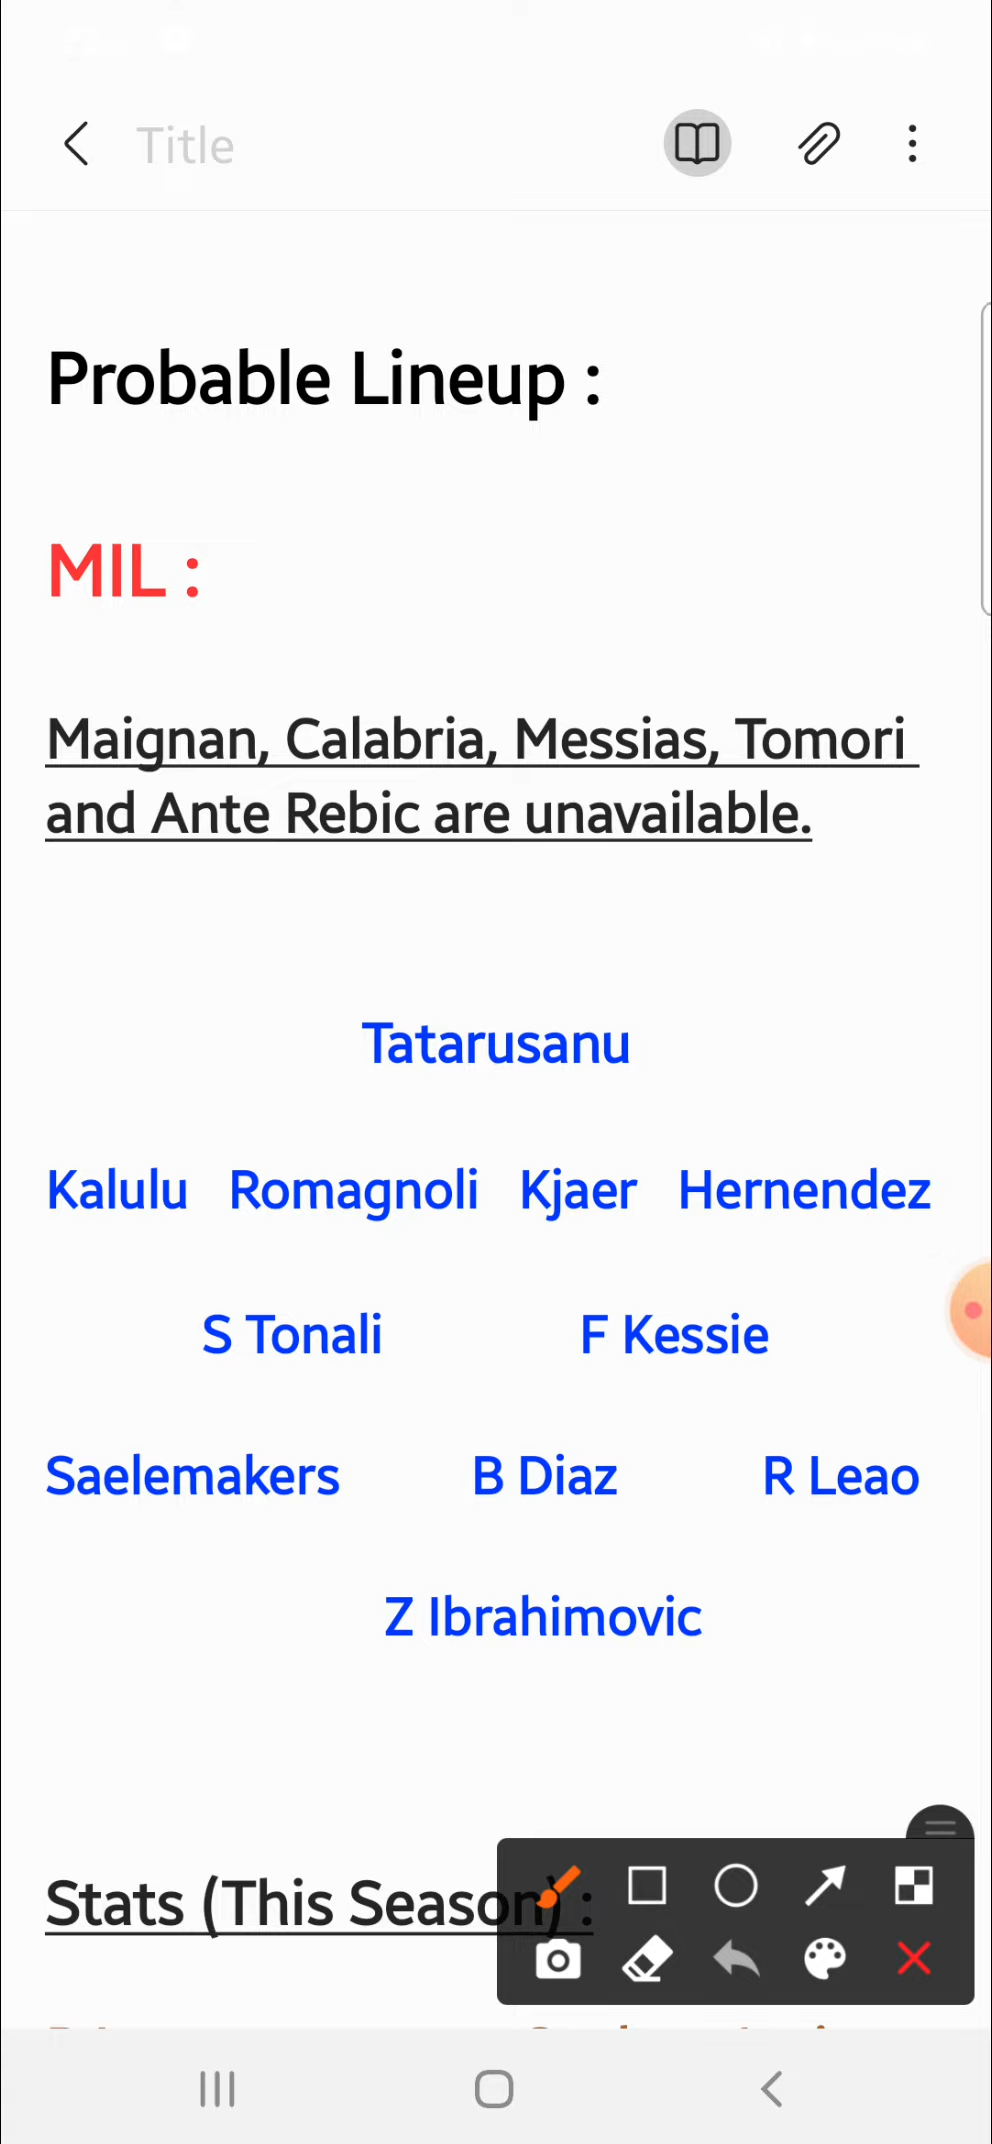 Title
Probable Lineup :
MIL :
Maignan, Calabria, Messias, Tomori
and Ante Rebic are unavailable.
Tatarusanu
Kalulu Romagnoli Kjaer Hernendez
S Tonali F Kessie
Saelemakers B Diaz R Leao
Z Ibrahimovic
Stats (This Season) :